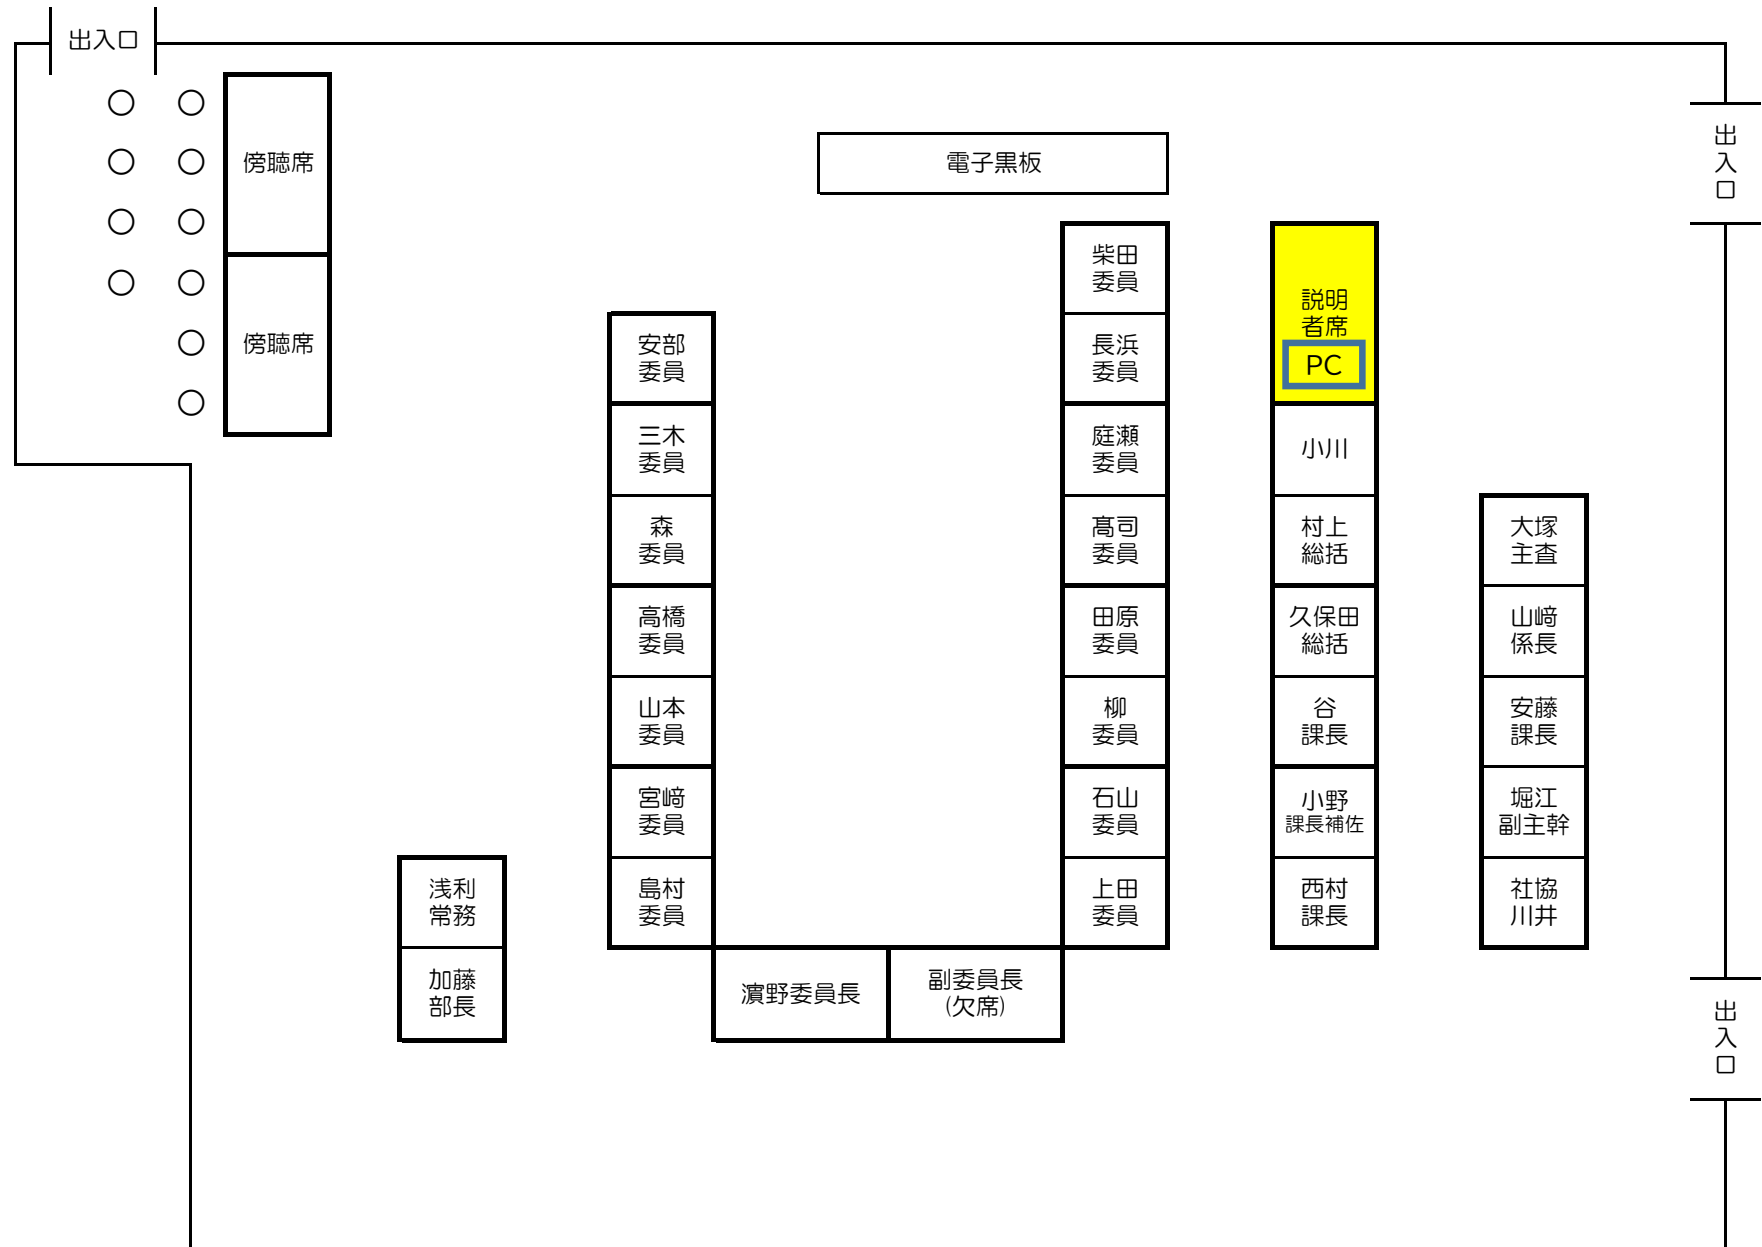 出入口
傍聴席
傍聴席
電子黒板
出
入
口
安部
委員
三木
委員
森
委員
高橋
委員
山本
委員
宮﨑
委員
島村
委員
浅利
常務
加藤
部長
濵野委員長
副委員長
(欠席)
柴田
委員
長浜
委員
庭瀬
委員
髙司
委員
田原
委員
柳
委員
石山
委員
上田
委員
説明
者席
PC
小川
村上
総括
久保田
総括
谷
課長
小野
課長補佐
西村
課長
大塚
主査
山﨑
係長
安藤
課長
堀江
副主幹
社協
川井
出
入
口